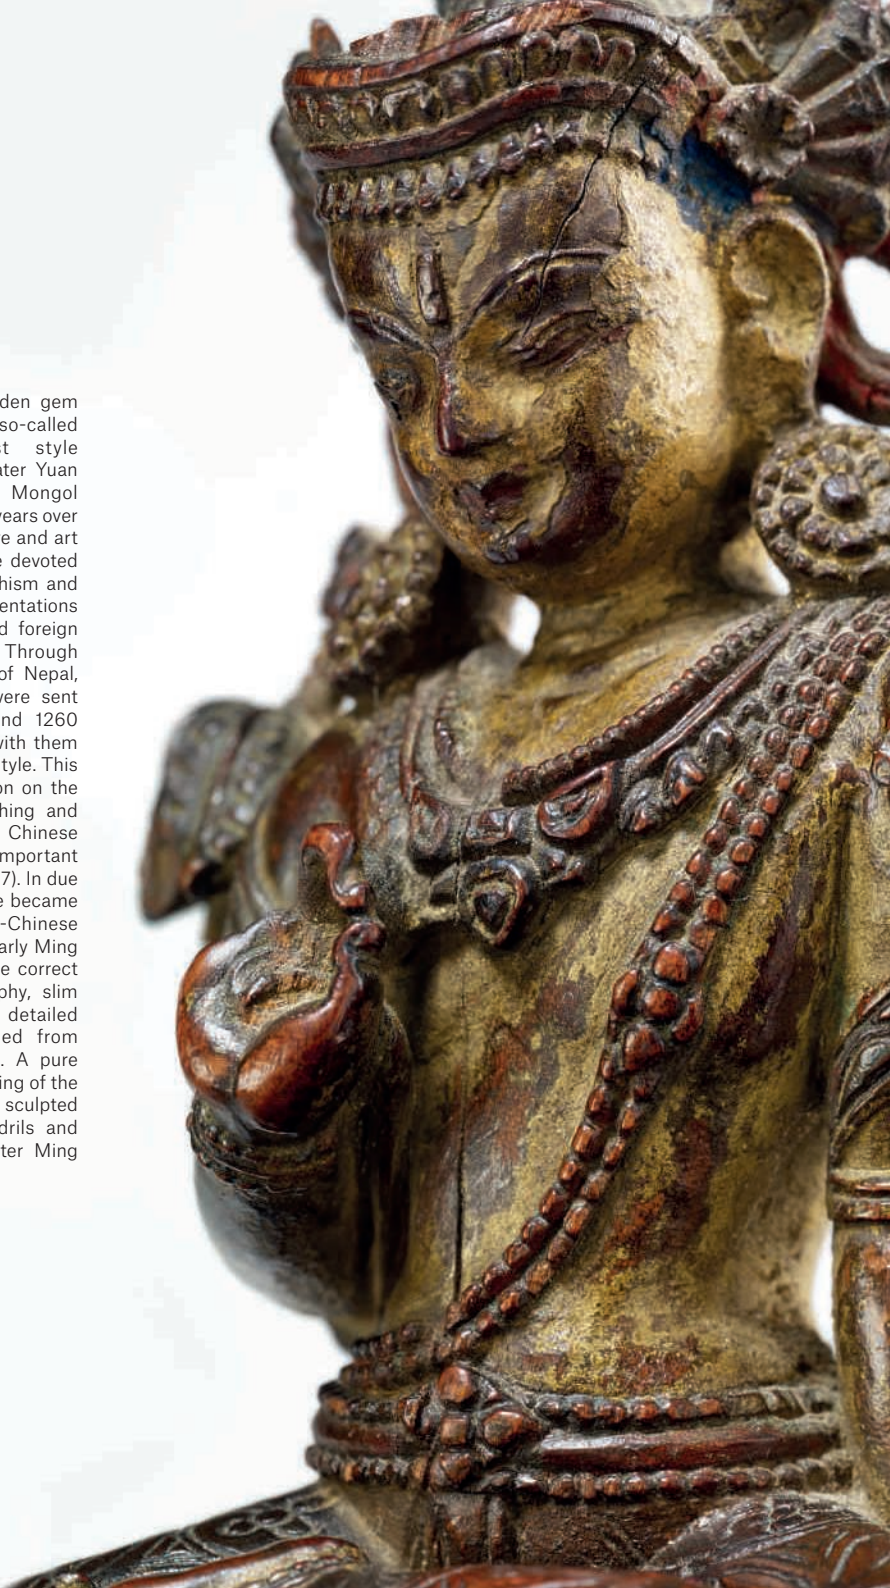 den gem
so-called
t style
ater Yuan
Mongol
years over
e and art
e devoted
hism and
entations
d foreign
Through
of Nepal,
were sent
nd 1260
with them
tyle. This
on on the
hing and
Chinese
mportant
7). In due
e became
-Chinese
arly Ming
e correct
phy, slim
detailed
ed from
. A pure
ing of the
sculpted
drils and
ter Ming